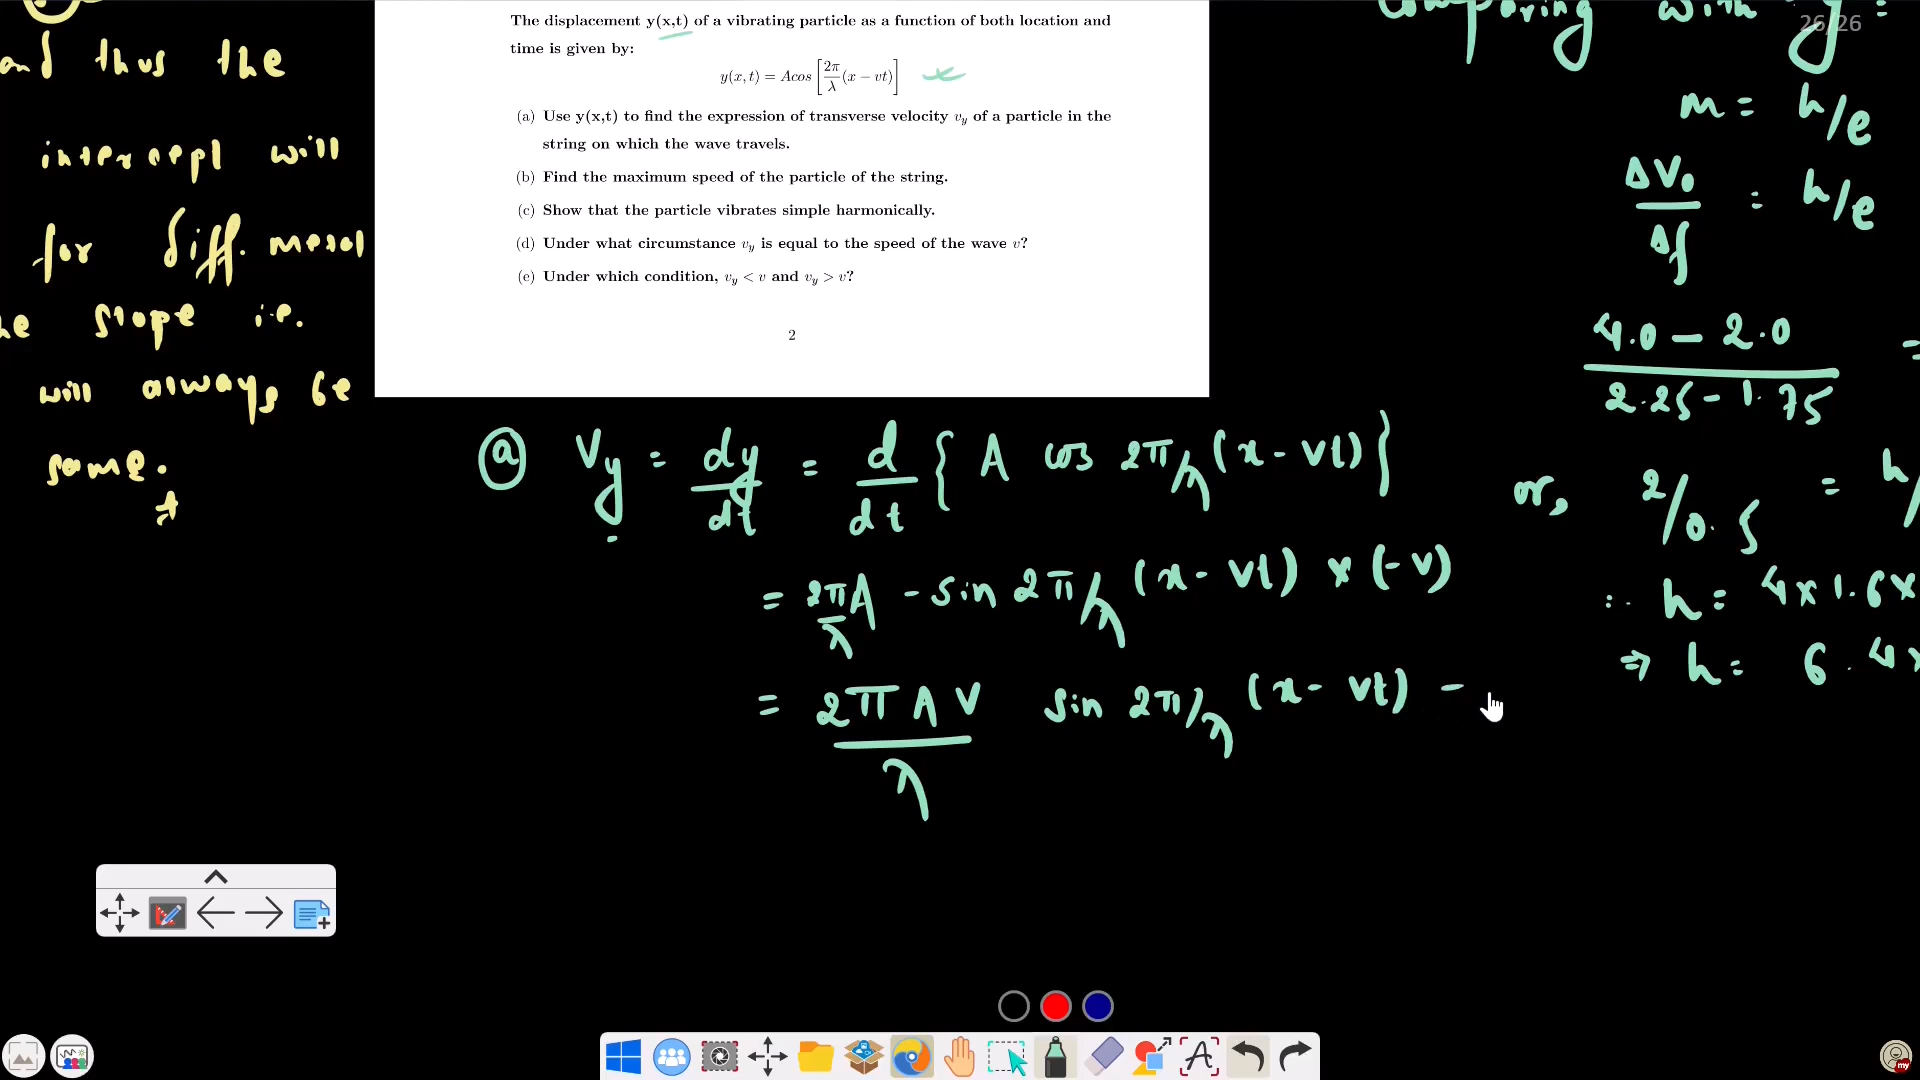 and thus the
intercept will
for diff. metal
he slope i.e.
will always be
same.
The displacement y(x,t) of a vibrating particle as a function of both location and
time is given by:
y(x, t) = Acos [2π/λ (x − vt)]
(a) Use y(x,t) to find the expression of transverse velocity v_y of a particle in the
string on which the wave travels.
(b) Find the maximum speed of the particle of the string.
(c) Show that the particle vibrates simple harmonically.
(d) Under what circumstance v_y is equal to the speed of the wave v?
(e) Under which condition, v_y < v and v_y > v?
2
ⓐ Vy = dy/dt = d/dt { A cos 2π/λ (x - vt) }
= 2π/λ A - sin 2π/λ (x - vt) × (-v)
= 2πAV/λ sin 2π/λ (x - vt) -
Comparing with y =
26/26
m = h/e
ΔV₀/Δf = h/e
4.0 - 2.0 / 2.25 - 1.75 =
or, 2/0.5 = h/
∴ h = 4 × 1.6 ×
⇒ h = 6.4 ×
my